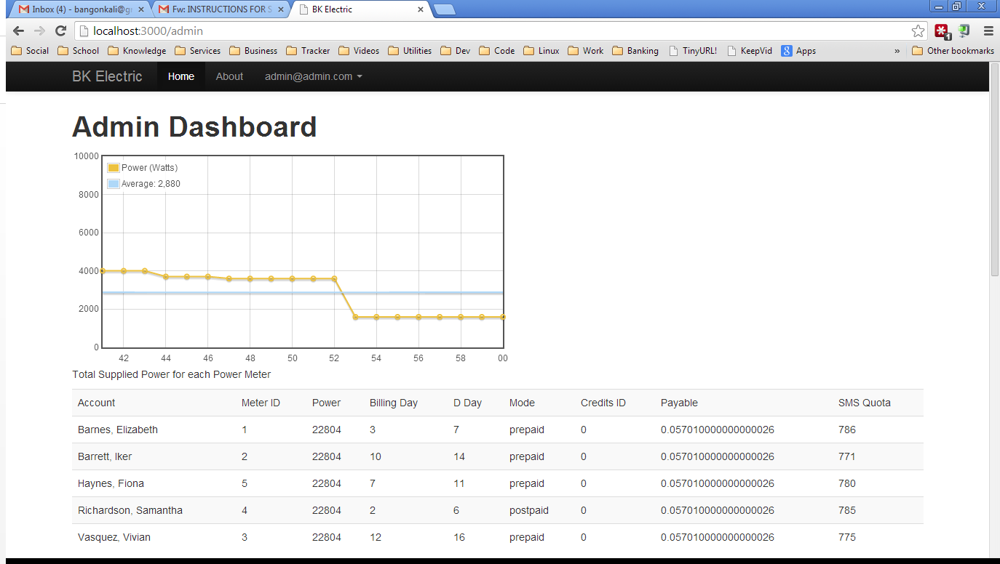 Inbox (4) - bangonkali@g
Fw: INSTRUCTIONS FOR S
BK Electric
localhost:3000/admin
Social School Knowledge Services Business Tracker Videos Utilities Dev Code Linux Work Banking TinyURL! KeepVid Apps » Other bookmarks
BK Electric Home About admin@admin.com
Admin Dashboard
10000
Power (Watts)
Average: 2,880
8000
6000
4000
2000
0
42 44 46 48 50 52 54 56 58 00
Total Supplied Power for each Power Meter
Account Meter ID Power Billing Day D Day Mode Credits ID Payable SMS Quota
Barnes, Elizabeth 1 22804 3 7 prepaid 0 0.057010000000000026 786
Barrett, Iker 2 22804 10 14 prepaid 0 0.057010000000000026 771
Haynes, Fiona 5 22804 7 11 prepaid 0 0.057010000000000026 780
Richardson, Samantha 4 22804 2 6 postpaid 0 0.057010000000000026 785
Vasquez, Vivian 3 22804 12 16 prepaid 0 0.057010000000000026 775